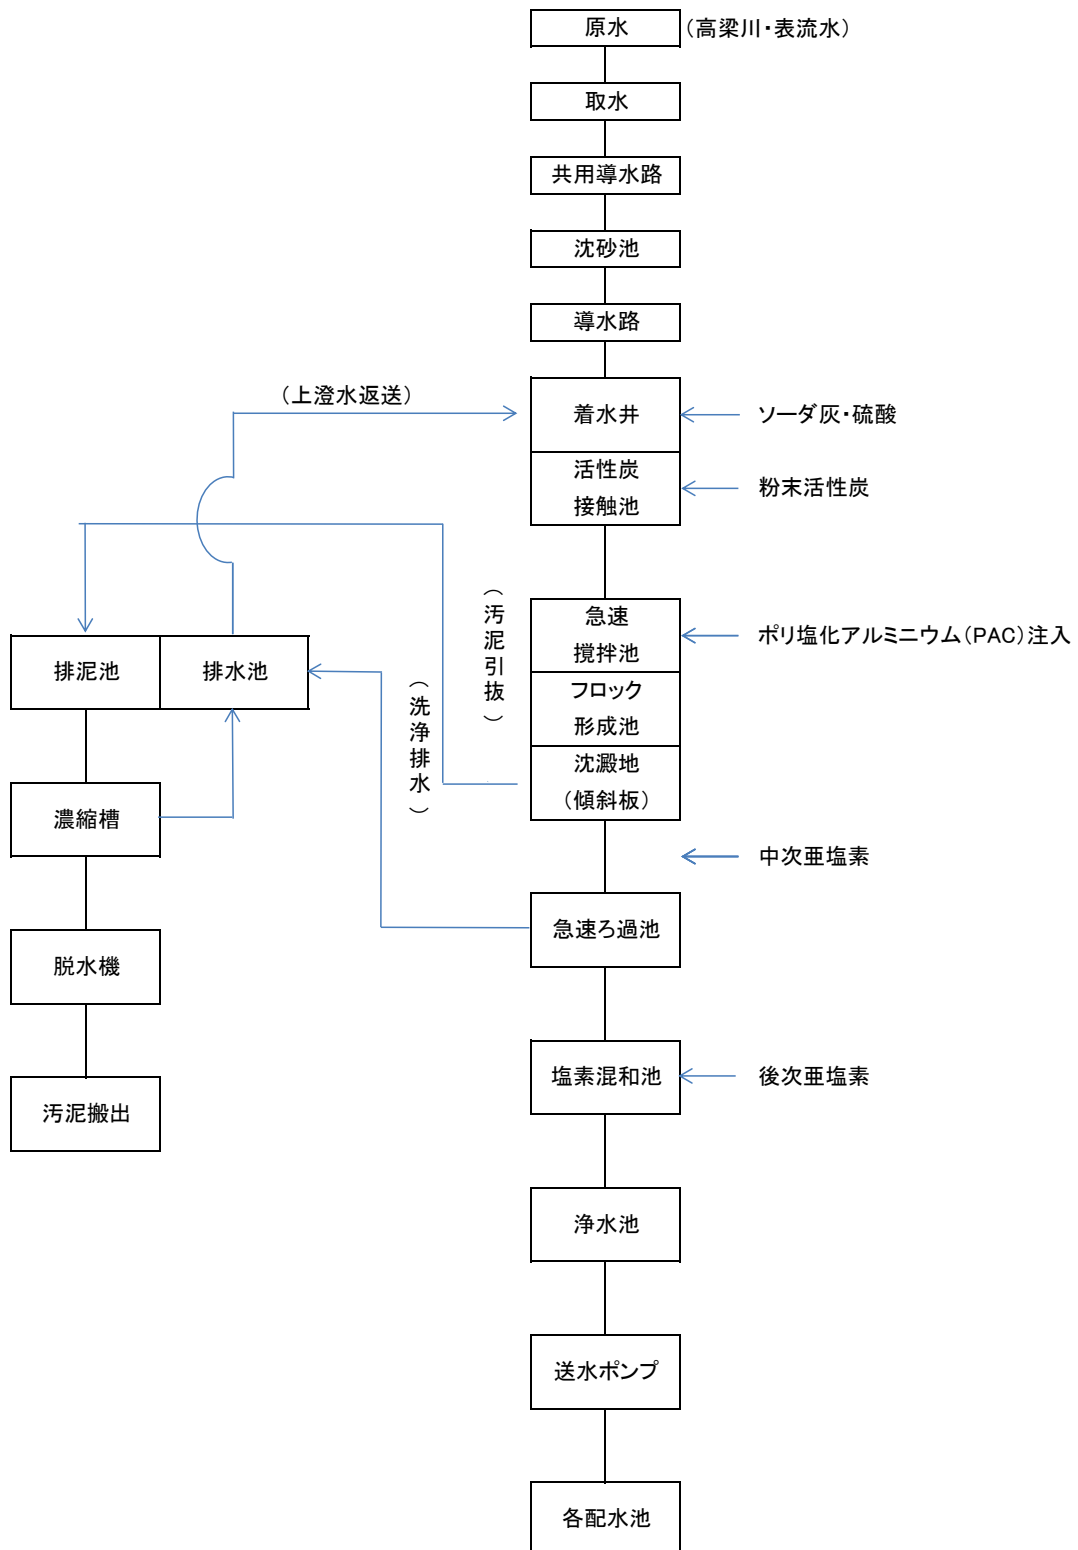 原水
(高梁川・表流水)
取水
共用導水路
沈砂池
導水路
(上澄水返送)
着水井
ソーダ灰・硫酸
活性炭
接触池
粉末活性炭
(汚泥引抜)
急速
撹拌池
ポリ塩化アルミニウム(PAC)注入
排泥池
排水池
(洗浄排水)
フロック
形成池
沈澱地
(傾斜板)
濃縮槽
中次亜塩素
急速ろ過池
脱水機
塩素混和池
後次亜塩素
汚泥搬出
浄水池
送水ポンプ
各配水池